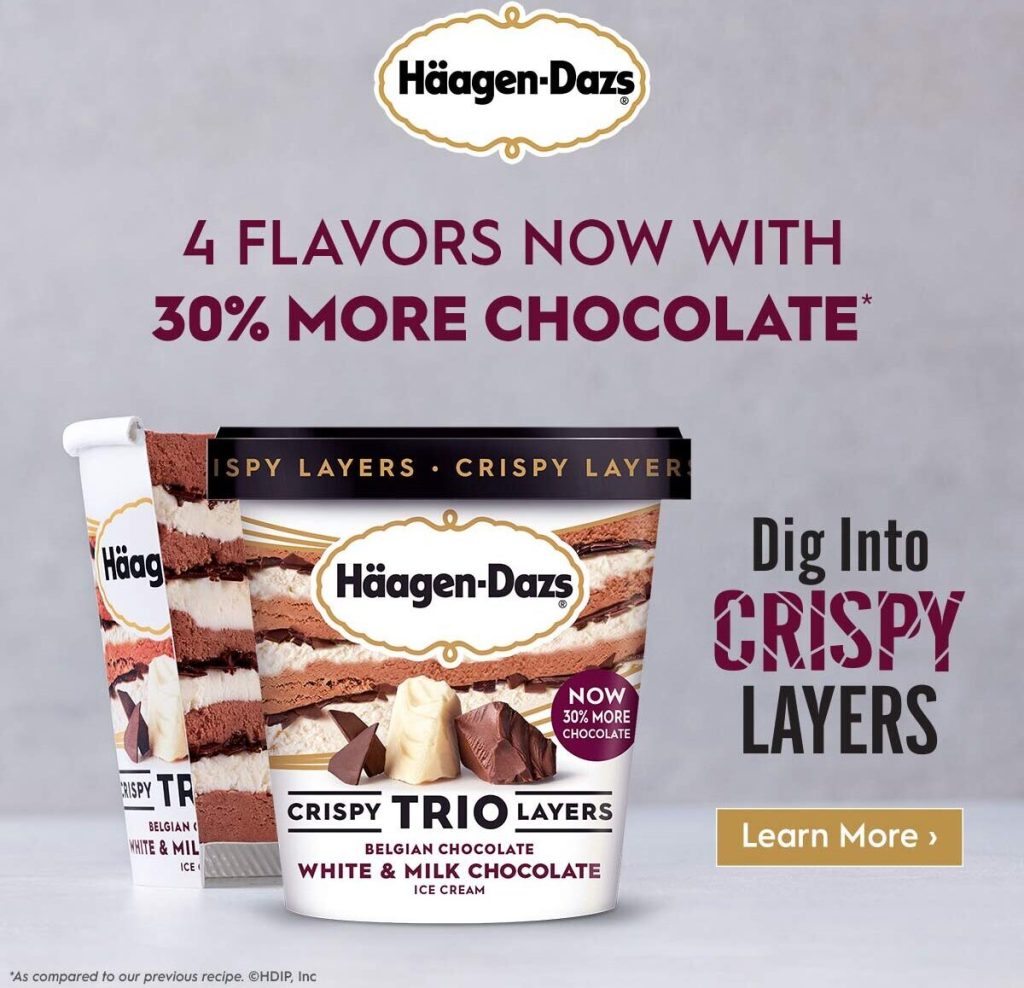 Häagen-Dazs®
4 FLAVORS NOW WITH
30% MORE CHOCOLATE*
ISPY LAYERS · CRISPY LAYERS
Häag
Häagen-Dazs®
NOW
30% MORE
CHOCOLATE
CRISPY TRIO LAYERS
BELGIAN CHOCOLATE
WHITE & MILK CHOCOLATE
ICE CREAM
CRISPY TR
BELGIAN C
WHITE & MIL
ICE
Dig Into
CRISPY
LAYERS
Learn More ›
*As compared to our previous recipe. ©HDIP, Inc